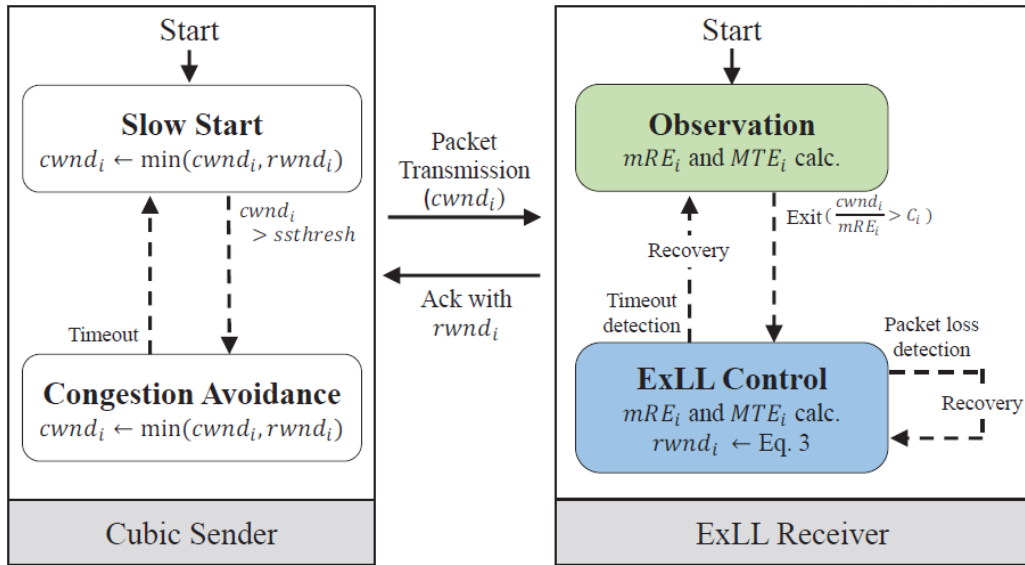 Start
Slow Start
cwnd_i ← min(cwnd_i, rwnd_i)
cwnd_i
> ssthresh
Timeout
Congestion Avoidance
cwnd_i ← min(cwnd_i, rwnd_i)
Cubic Sender
Packet
Transmission
(cwnd_i)
Ack with
rwnd_i
Start
Observation
mRE_i and MTE_i calc.
Exit(cwnd_i/mRE_i > C_i)
Recovery
Timeout
detection
Packet loss
detection
Recovery
ExLL Control
mRE_i and MTE_i calc.
rwnd_i ← Eq. 3
ExLL Receiver